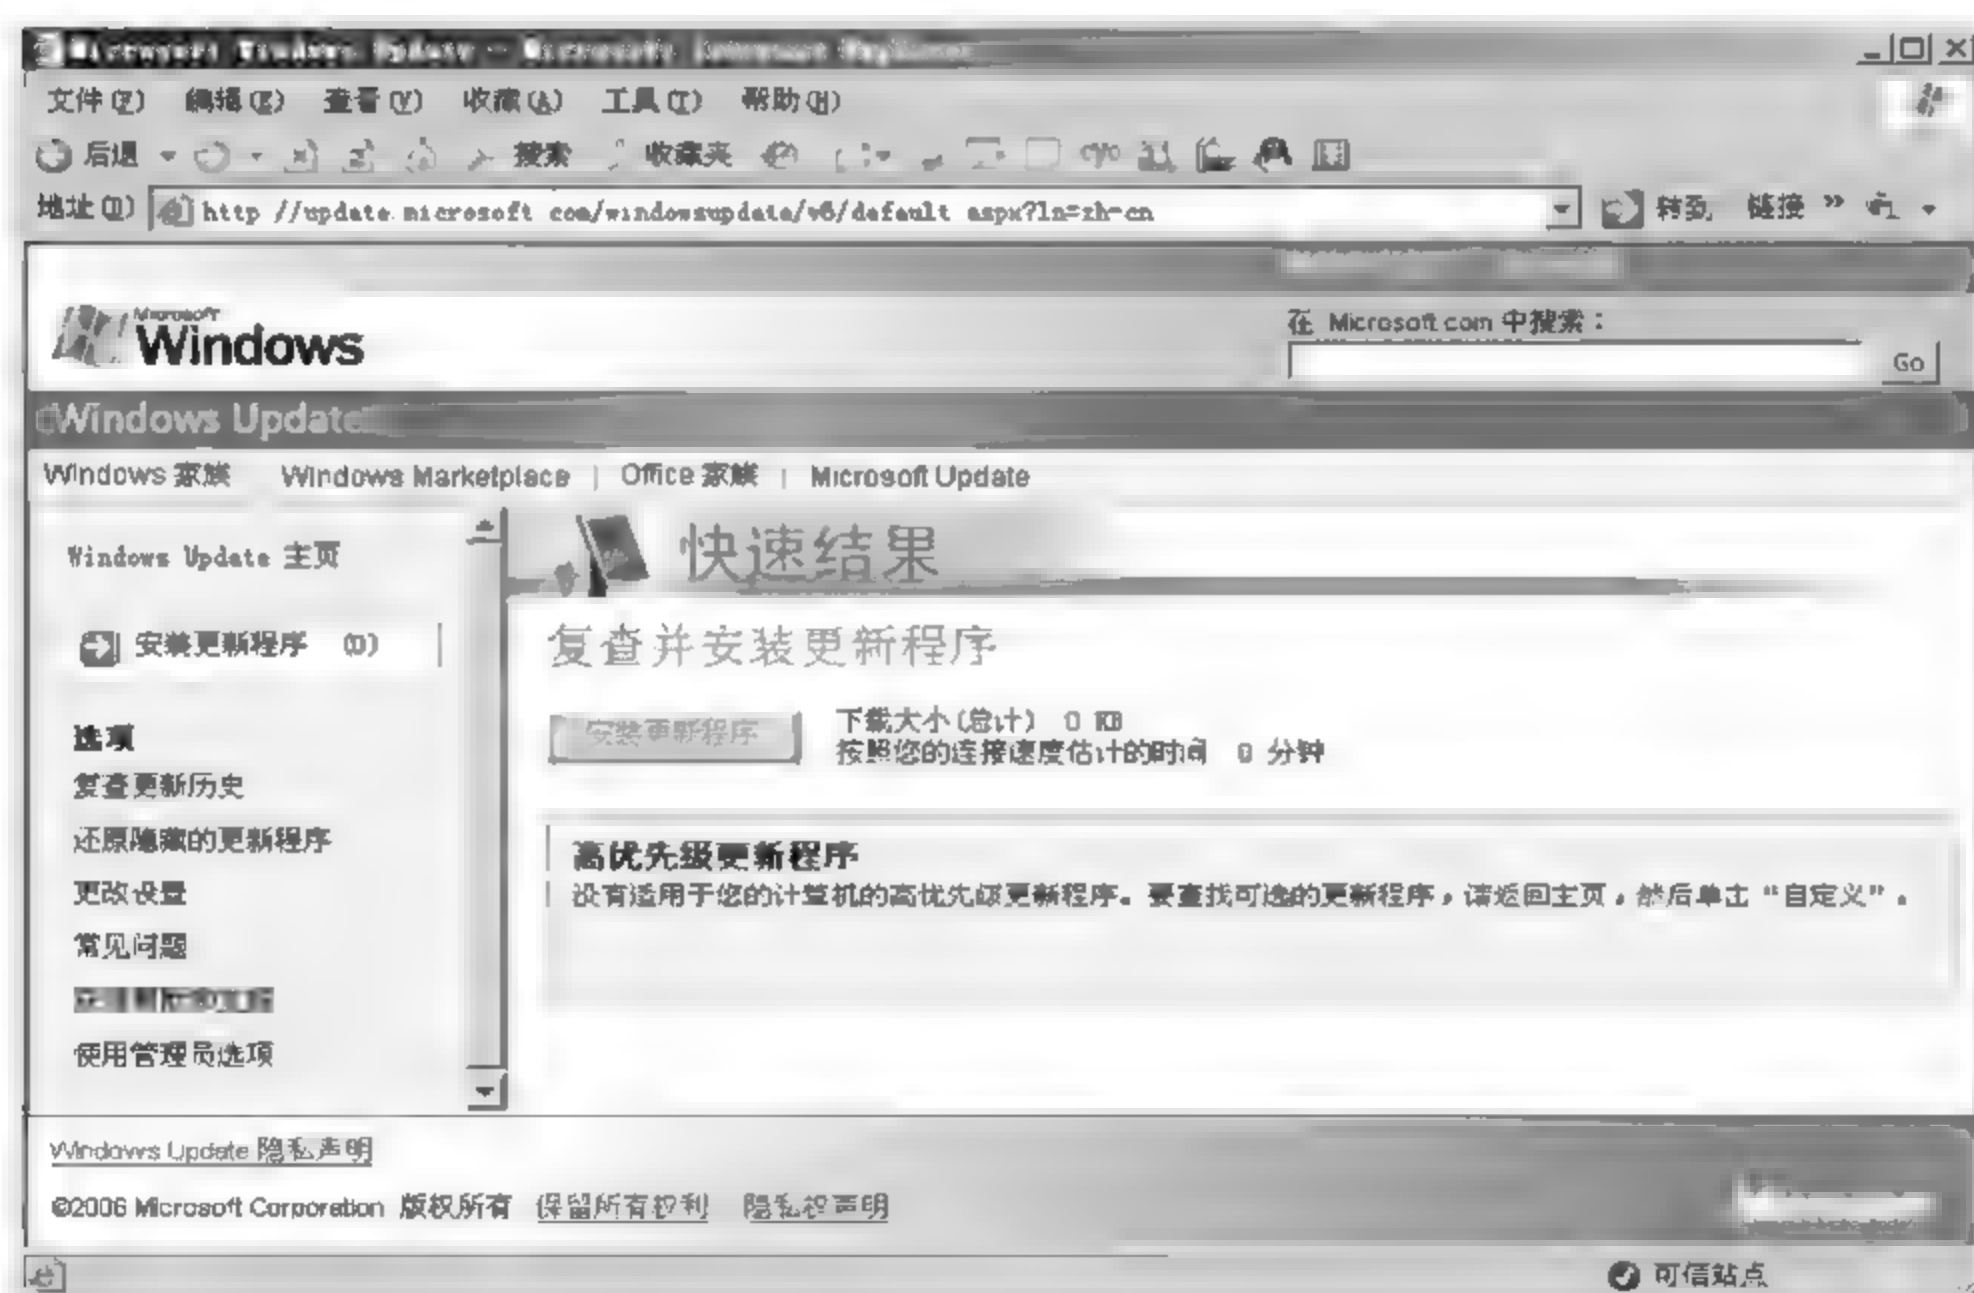 Microsoft Windows Update - Microsoft Internet Explorer
文件(F) 编辑(E) 查看(V) 收藏(A) 工具(T) 帮助(H)
后退 搜索 收藏夹
地址(D) http //update.microsoft com/windowsupdate/v6/default aspx?ln=zh-cn 转到 链接 »
Microsoft
Windows
在 Microsoft.com 中搜索：
Go
Windows Update
Windows 家族 Windows Marketplace | Office 家族 | Microsoft Update
Windows Update 主页
安装更新程序 (0)
选项
复查更新历史
还原隐藏的更新程序
更改设置
常见问题
使用管理员选项
快速结果
复查并安装更新程序
安装更新程序
下载大小(总计) 0 KB
按照您的连接速度估计的时间 0 分钟
高优先级更新程序
没有适用于您的计算机的高优先级更新程序。要查找可选的更新程序，请返回主页，然后单击“自定义”。
Windows Update 隐私声明
©2006 Microsoft Corporation 版权所有 保留所有权利 隐私权声明
可信站点